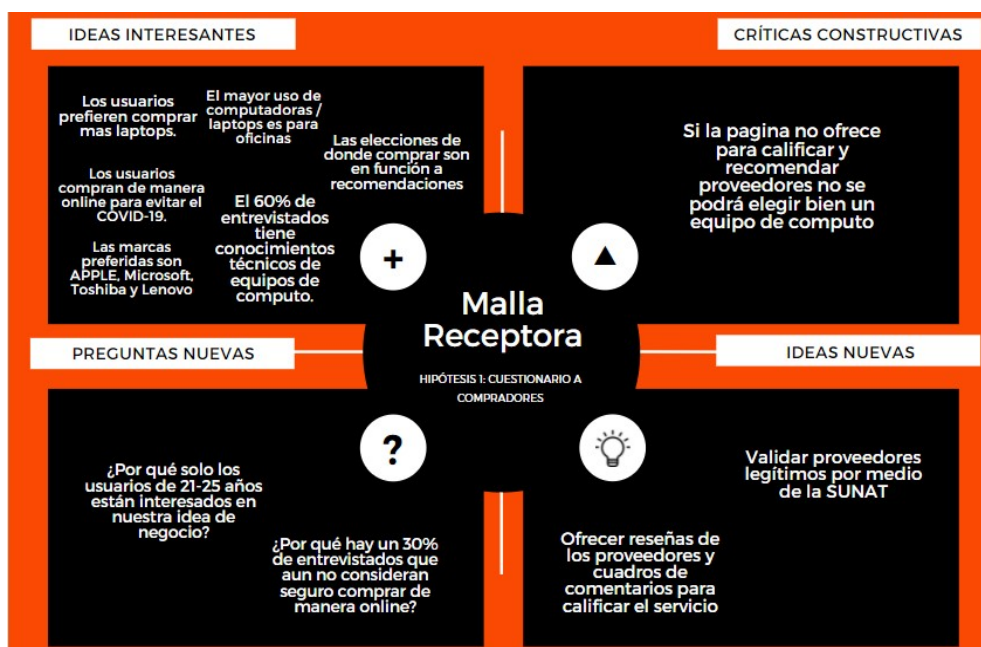 IDEAS INTERESANTES
CRÍTICAS CONSTRUCTIVAS
Los usuarios
prefieren comprar
mas laptops.
El mayor uso de
computadoras /
laptops es para
oficinas
Las elecciones de
donde comprar son
en función a
recomendaciones
Los usuarios
compran de manera
online para evitar el
COVID-19.
El 60% de
entrevistados
tiene
conocimientos
técnicos de
equipos de
computo.
Las marcas
preferidas son
APPLE, Microsoft,
Toshiba y Lenovo
+
Si la pagina no ofrece
para calificar y
recomendar
proveedores no se
podrá elegir bien un
equipo de computo
Malla
Receptora
HIPÓTESIS 1: CUESTIONARIO A
COMPRADORES
PREGUNTAS NUEVAS
IDEAS NUEVAS
?
¿Por qué solo los
usuarios de 21-25 años
están interesados en
nuestra idea de
negocio?
¿Por qué hay un 30%
de entrevistados que
aun no consideran
seguro comprar de
manera online?
Validar proveedores
legítimos por medio
de la SUNAT
Ofrecer reseñas de
los proveedores y
cuadros de
comentarios para
calificar el servicio